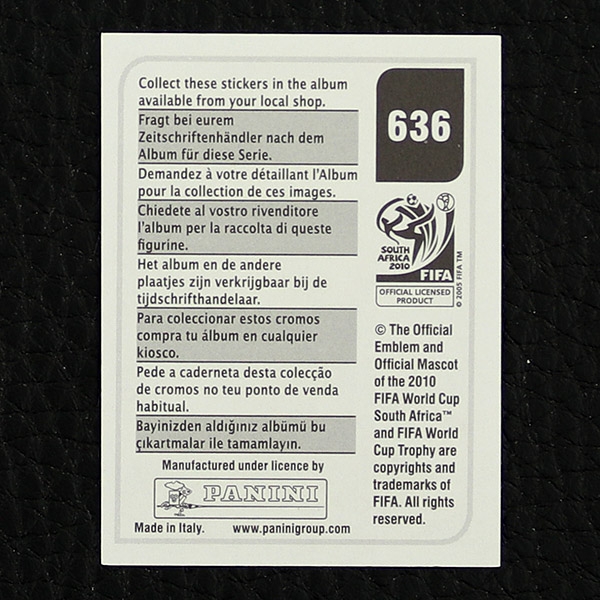 Collect these stickers in the album
available from your local shop.
Fragt bei eurem
Zeitschriftenhändler nach dem
Album für diese Serie.
Demandez à votre détaillant l'Album
pour la collection de ces images.
Chiedete al vostro rivenditore
l'album per la raccolta di queste
figurine.
Het album en de andere
plaatjes zijn verkrijgbaar bij de
tijdschrifthandelaar.
Para coleccionar estos cromos
compra tu álbum en cualquier
kiosco.
Pede a caderneta desta colecção
de cromos no teu ponto de venda
habitual.
Bayinizden aldığınız albümü bu
çıkartmalar ile tamamlayın.
Manufactured under licence by
PANINI
Made in Italy. www.paninigroup.com
636
SOUTH
AFRICA
2010
FIFA
OFFICIAL LICENSED
PRODUCT
© 2005 FIFA TM
© The Official
Emblem and
Official Mascot
of the 2010
FIFA World Cup
South Africa™
and FIFA World
Cup Trophy are
copyrights and
trademarks of
FIFA. All rights
reserved.